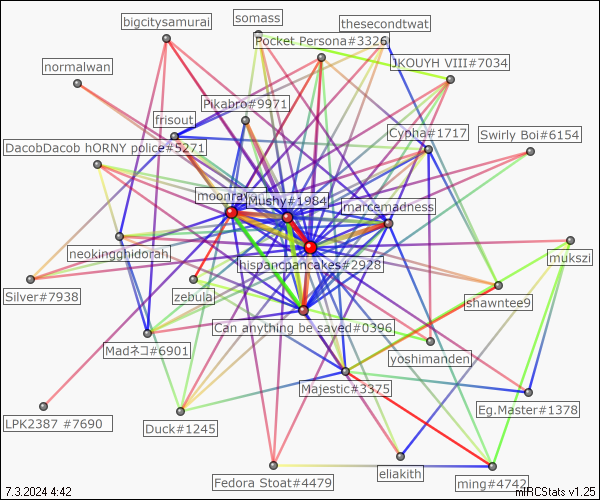 somass
bigcitysamurai
thesecondtwat
Pocket Persona#3326
JKOUYH VIII#7034
normalwan
Pikabro#9971
frisout
Cypha#1717
Swirly Boi#6154
DacobDacob hORNY police#5271
moonray
Mushy#1984
marcemadness
neokingghidorah
hispancpancakes#2928
mukszi
Silver#7938
zebula
shawntee9
Can anything be saved#0396
Madネコ#6901
yoshimanden
Majestic#3375
LPK2387 #7690
Duck#1245
Eg.Master#1378
Fedora Stoat#4479
eliakith
ming#4742
7.3.2024 4:42
mIRCStats v1.25